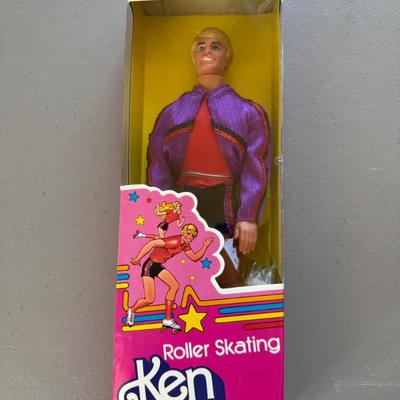 Roller Skating
Ken